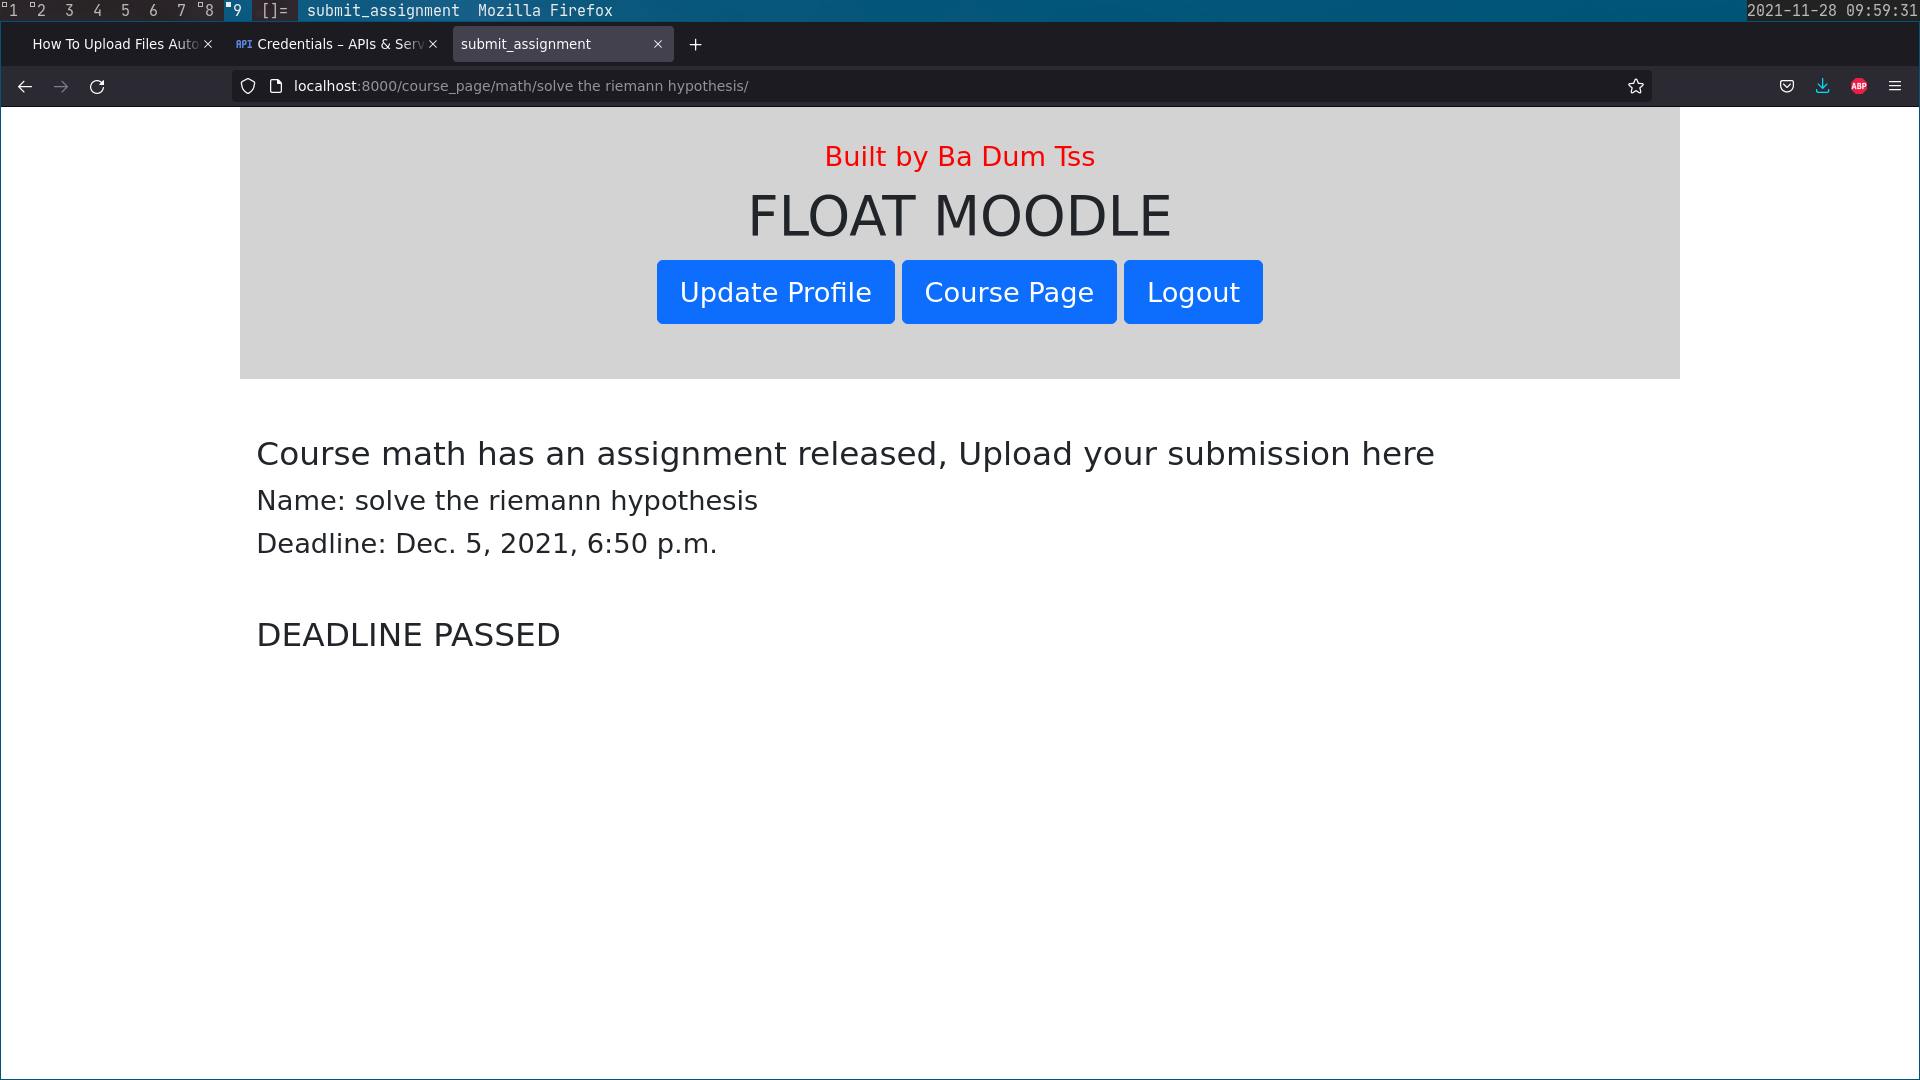 1 2 3 4 5 6 7 8 9 []= submit_assignment Mozilla Firefox 2021-11-28 09:59:31
How To Upload Files Auto API Credentials – APIs & Serv submit_assignment
localhost:8000/course_page/math/solve the riemann hypothesis/ ABP
Built by Ba Dum Tss
FLOAT MOODLE
Update Profile Course Page Logout
Course math has an assignment released, Upload your submission here
Name: solve the riemann hypothesis
Deadline: Dec. 5, 2021, 6:50 p.m.
DEADLINE PASSED